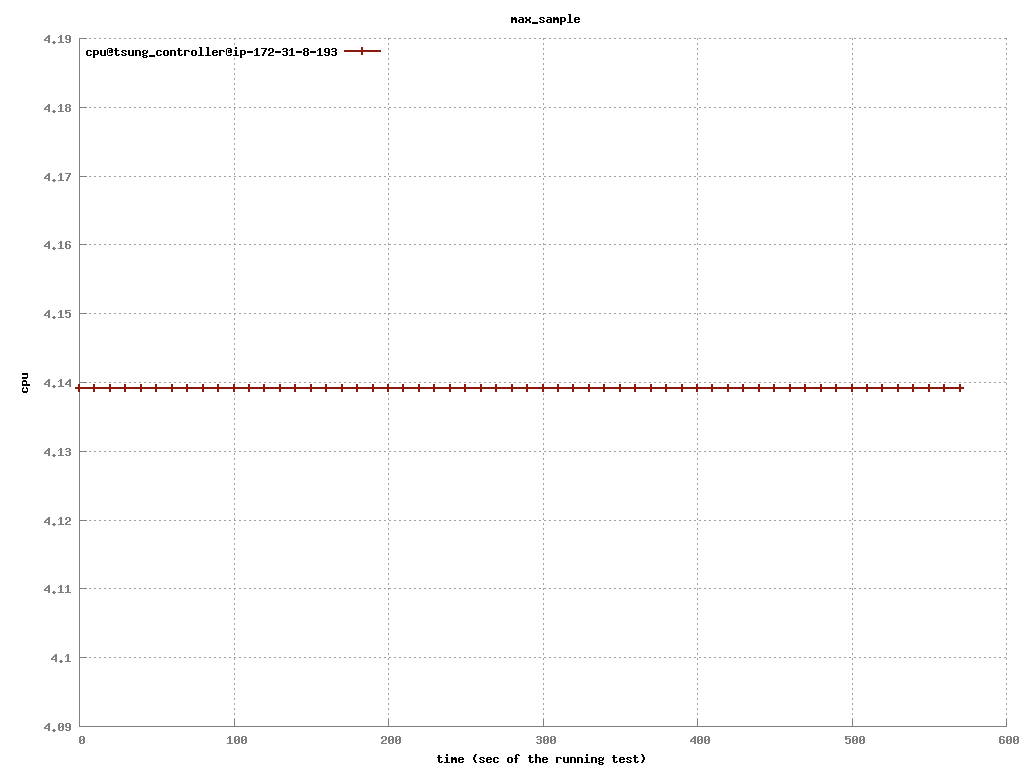 max_sample
4.19
cpu@tsung_controller@ip-172-31-8-193
4.18
4.17
4.16
4.15
4.14
cpu
4.13
4.12
4.11
4.1
4.09
0 100 200 300 400 500 600
time (sec of the running test)